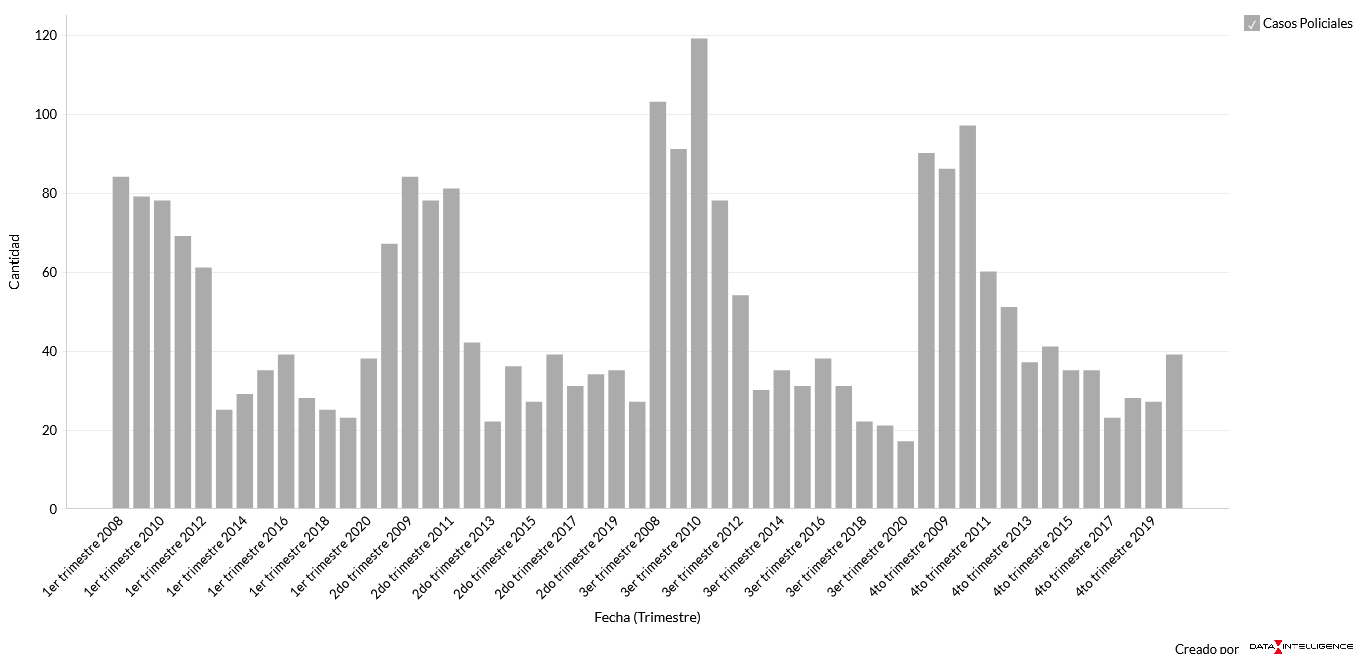 Casos Policiales
120
100
80
60
40
20
0
Cantidad
1er trimestre 2008
1er trimestre 2010
1er trimestre 2012
1er trimestre 2014
1er trimestre 2016
1er trimestre 2018
1er trimestre 2020
2do trimestre 2009
2do trimestre 2011
2do trimestre 2013
2do trimestre 2015
2do trimestre 2017
2do trimestre 2019
3er trimestre 2008
3er trimestre 2010
3er trimestre 2012
3er trimestre 2014
3er trimestre 2016
3er trimestre 2018
3er trimestre 2020
4to trimestre 2009
4to trimestre 2011
4to trimestre 2013
4to trimestre 2015
4to trimestre 2017
4to trimestre 2019
Fecha (Trimestre)
Creado por DATA INTELLIGENCE